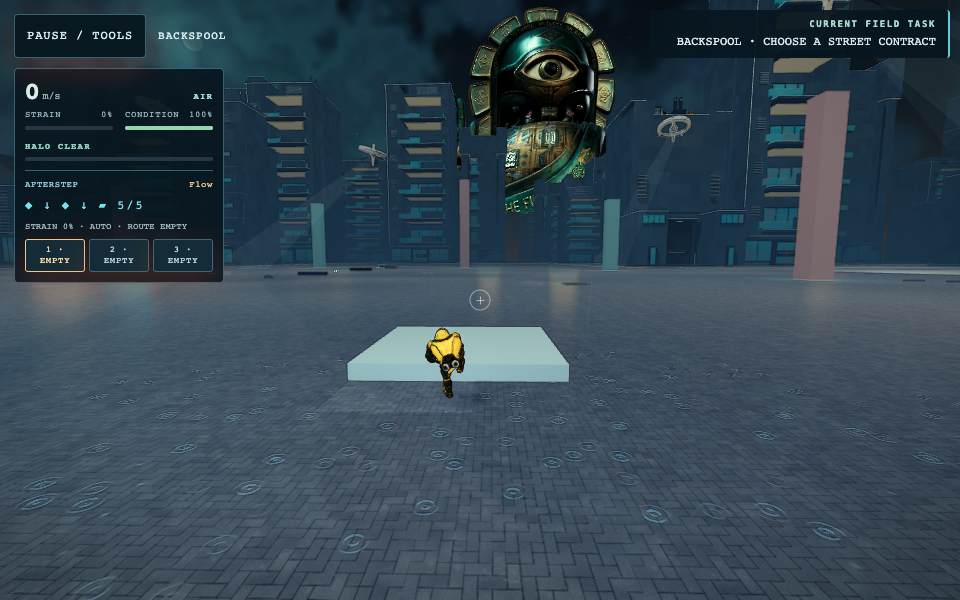 PAUSE / TOOLS
BACKSPOOL
CURRENT FIELD TASK
BACKSPOOL · CHOOSE A STREET CONTRACT
0 m/s
AIR
STRAIN 0%
CONDITION 100%
HALO CLEAR
AFTERSTEP
Flow
5/5
STRAIN 0% · AUTO · ROUTE EMPTY
1 · EMPTY
2 · EMPTY
3 · EMPTY